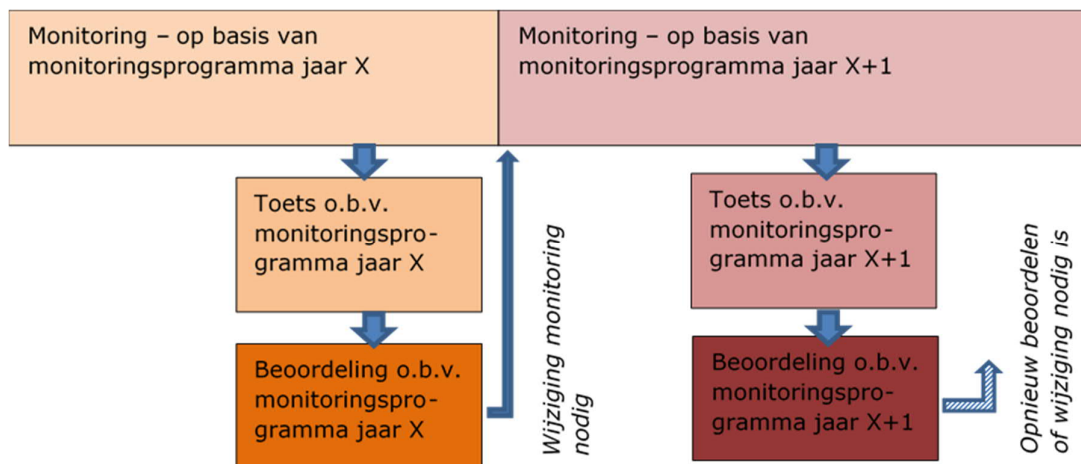 Monitoring – op basis van
monitoringsprogramma jaar X
Monitoring – op basis van
monitoringsprogramma jaar X+1
Toets o.b.v.
monitoringspro-
gramma jaar X
Beoordeling o.b.v.
monitoringspro-
gramma jaar X
Wijziging monitoring
nodig
Toets o.b.v.
monitoringspro-
gramma jaar X+1
Beoordeling o.b.v.
monitoringspro-
gramma jaar X+1
Opnieuw beoordelen
of wijziging nodig is